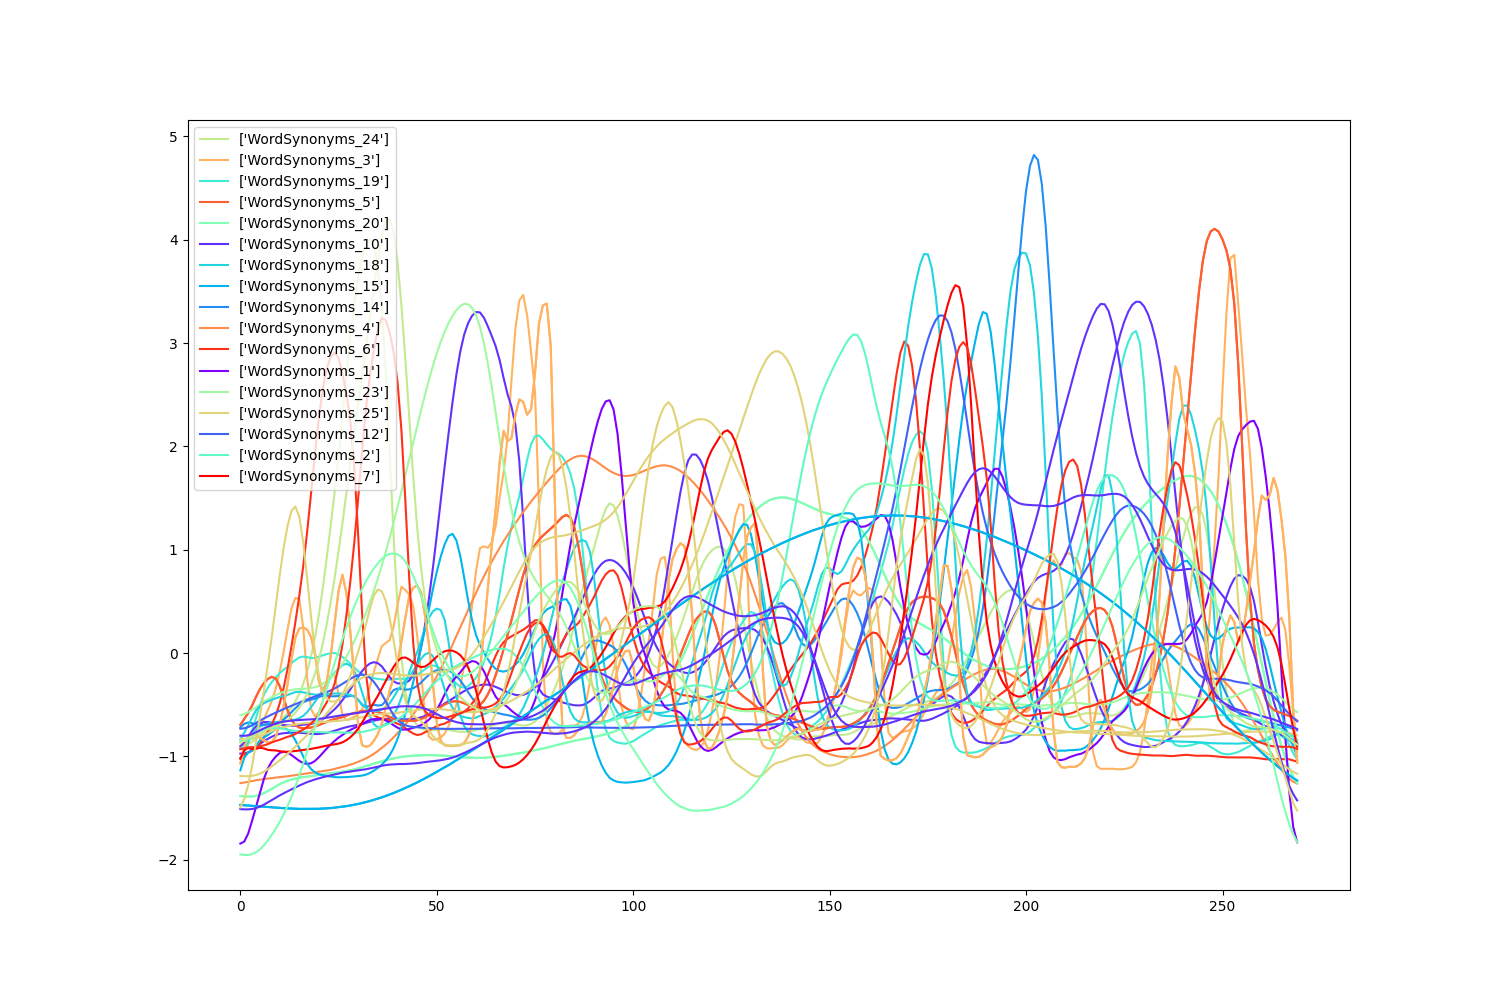 ['WordSynonyms_24']
['WordSynonyms_3']
['WordSynonyms_19']
['WordSynonyms_5']
['WordSynonyms_20']
['WordSynonyms_10']
['WordSynonyms_18']
['WordSynonyms_15']
['WordSynonyms_14']
['WordSynonyms_4']
['WordSynonyms_6']
['WordSynonyms_1']
['WordSynonyms_23']
['WordSynonyms_25']
['WordSynonyms_12']
['WordSynonyms_2']
['WordSynonyms_7']
5
4
3
2
1
0
−1
−2
0 50 100 150 200 250